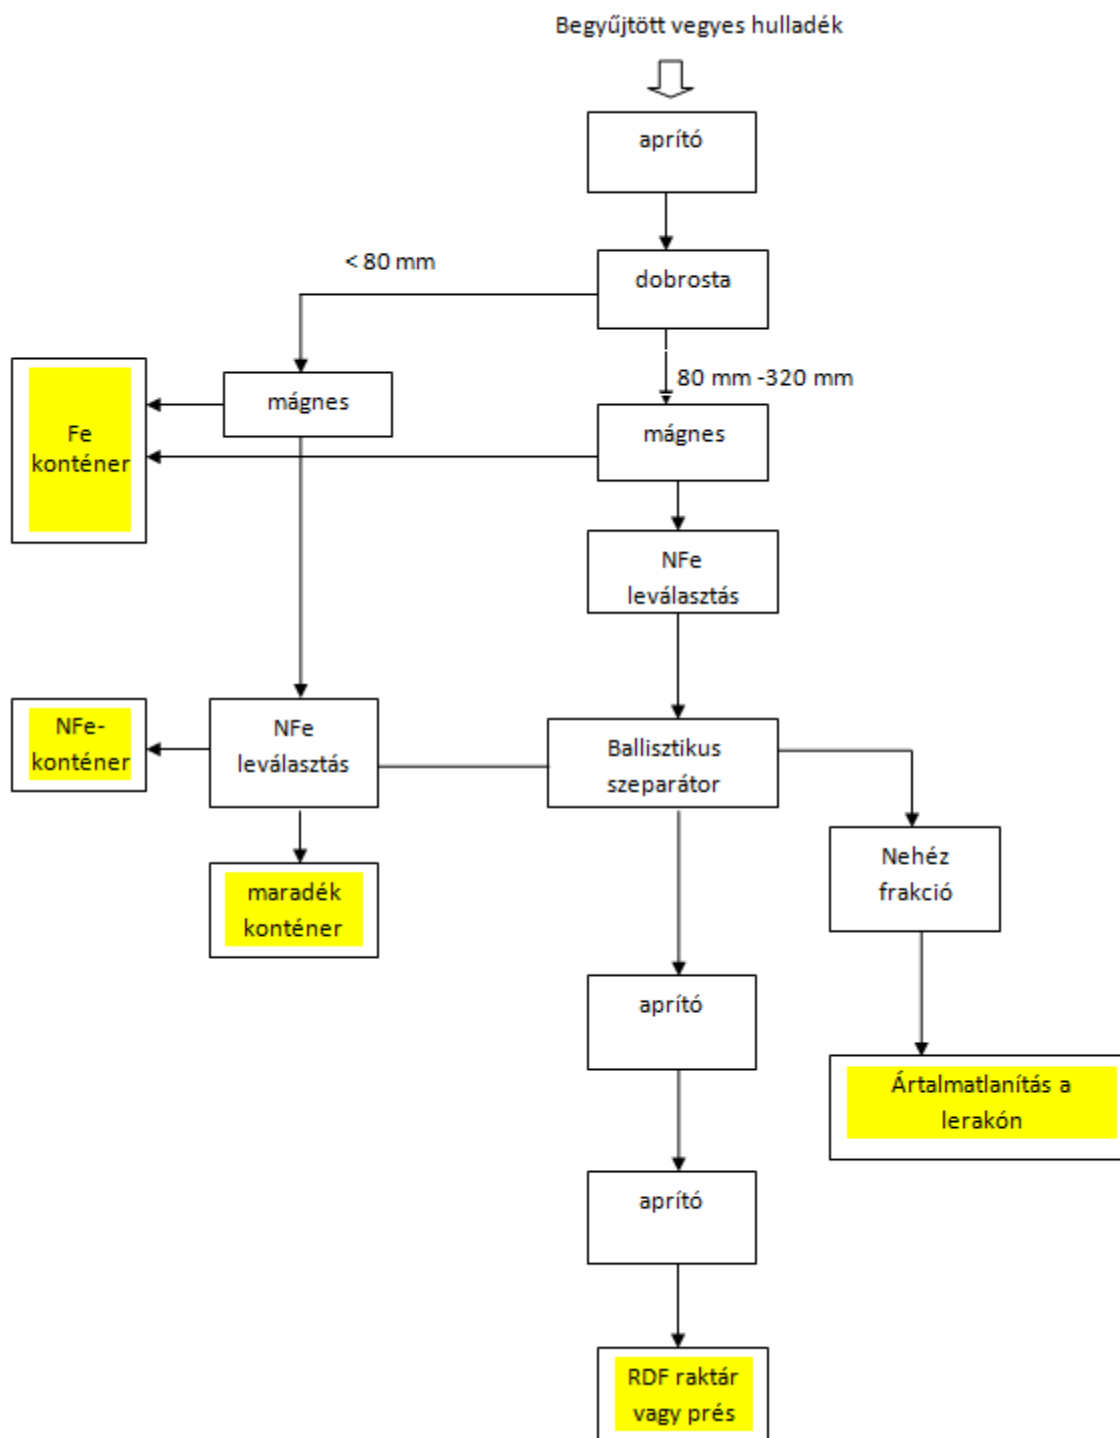 Begyűjtött vegyes hulladék
aprító
< 80 mm
dobrosta
80 mm -320 mm
mágnes
mágnes
Fe
konténer
NFe
leválasztás
NFe-
konténer
NFe
leválasztás
Ballisztikus
szeparátor
Nehéz
frakció
maradék
konténer
aprító
Ártalmatlanítás a
lerakón
aprító
RDF raktár
vagy prés